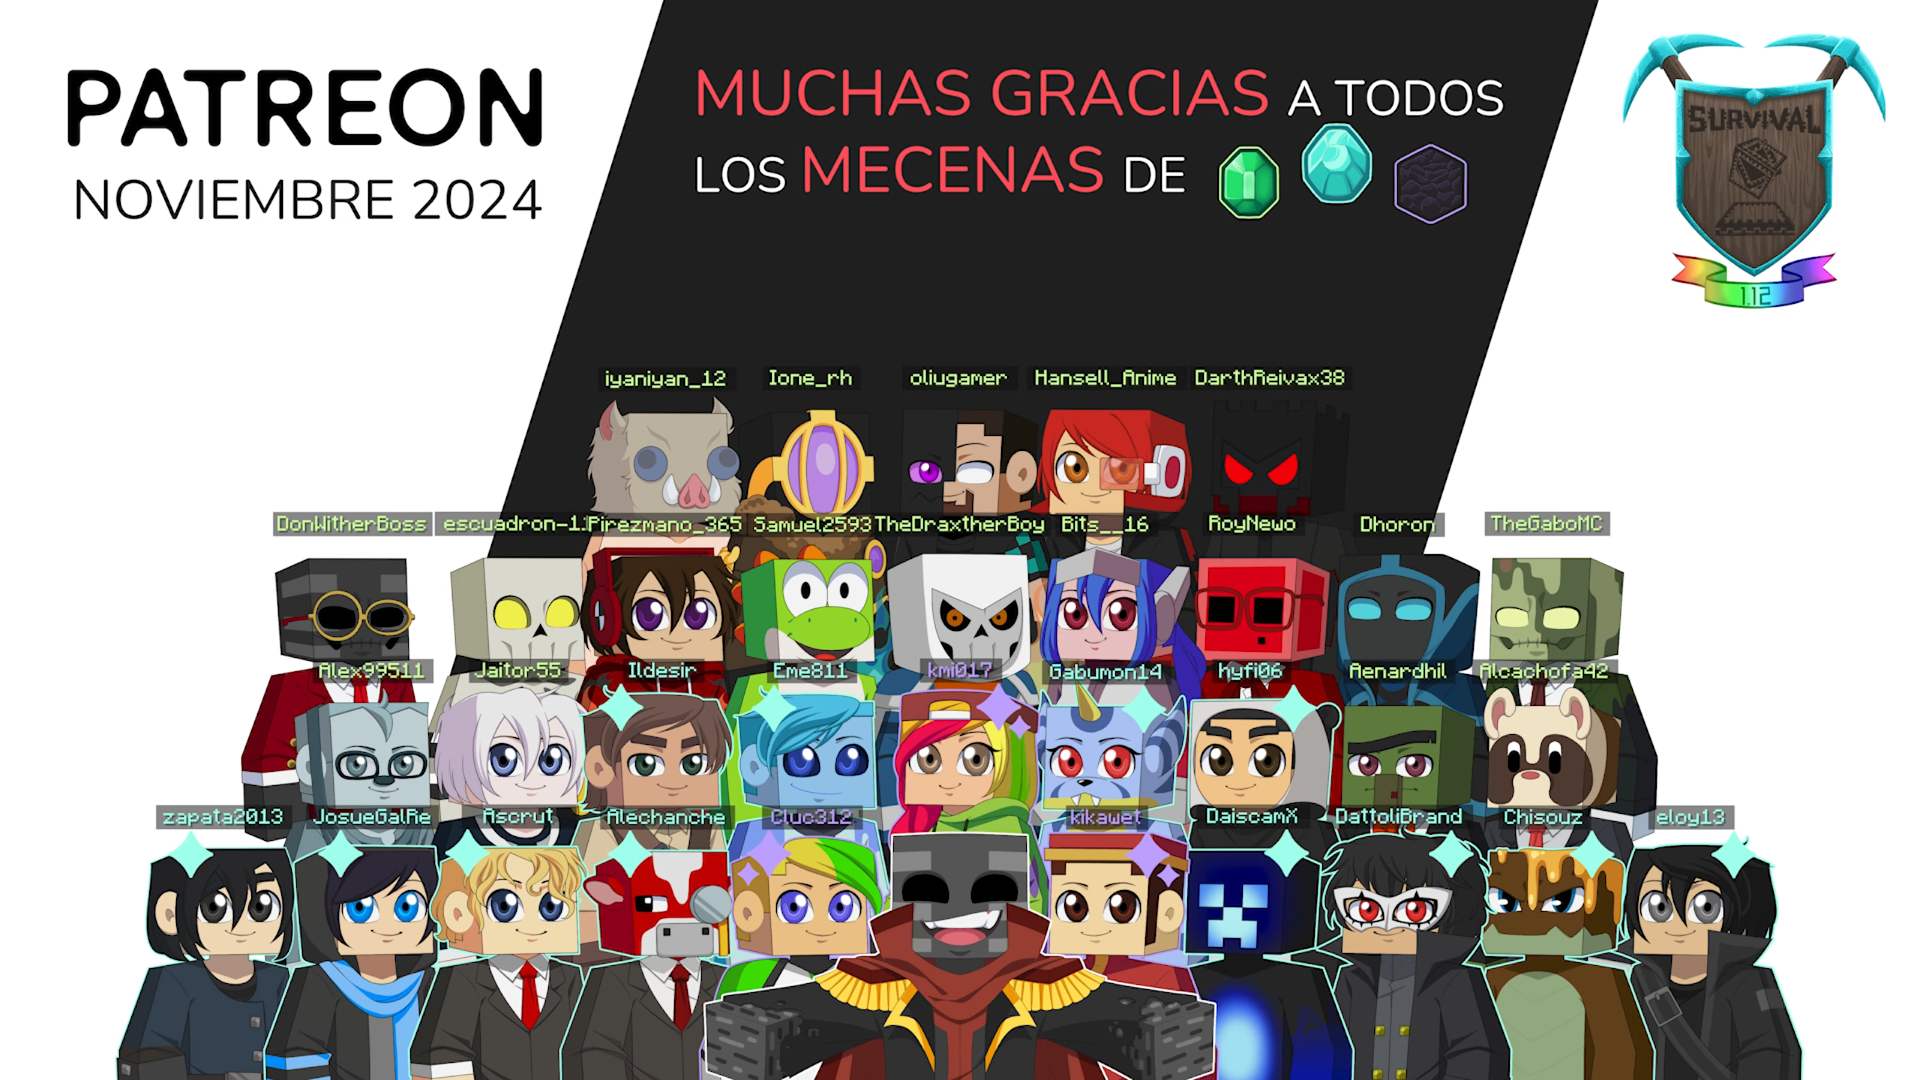 PATREON
NOVIEMBRE 2024
MUCHAS GRACIAS A TODOS
LOS MECENAS DE
SURVIVAL
1.12
iyaniyan_12 Ione_rh oliugamer Hansell_Anime DarthReivax38
DonWitherBoss escuadron-1 Pirezmano_365 Samuel2593 TheDraxtherBoy Bits__16 RoyNewo Dhoron TheGaboMC
Alex99511 Jaitor55 Ildesir Eme811 kmi017 Gabumon14 hyfi06 Aenardhil Alcachofa42
zapata2013 JosueGalRe Ascrut Alechanche Cluc312 kikawet DaiscamX DattoliBrand Chisouz eloy13